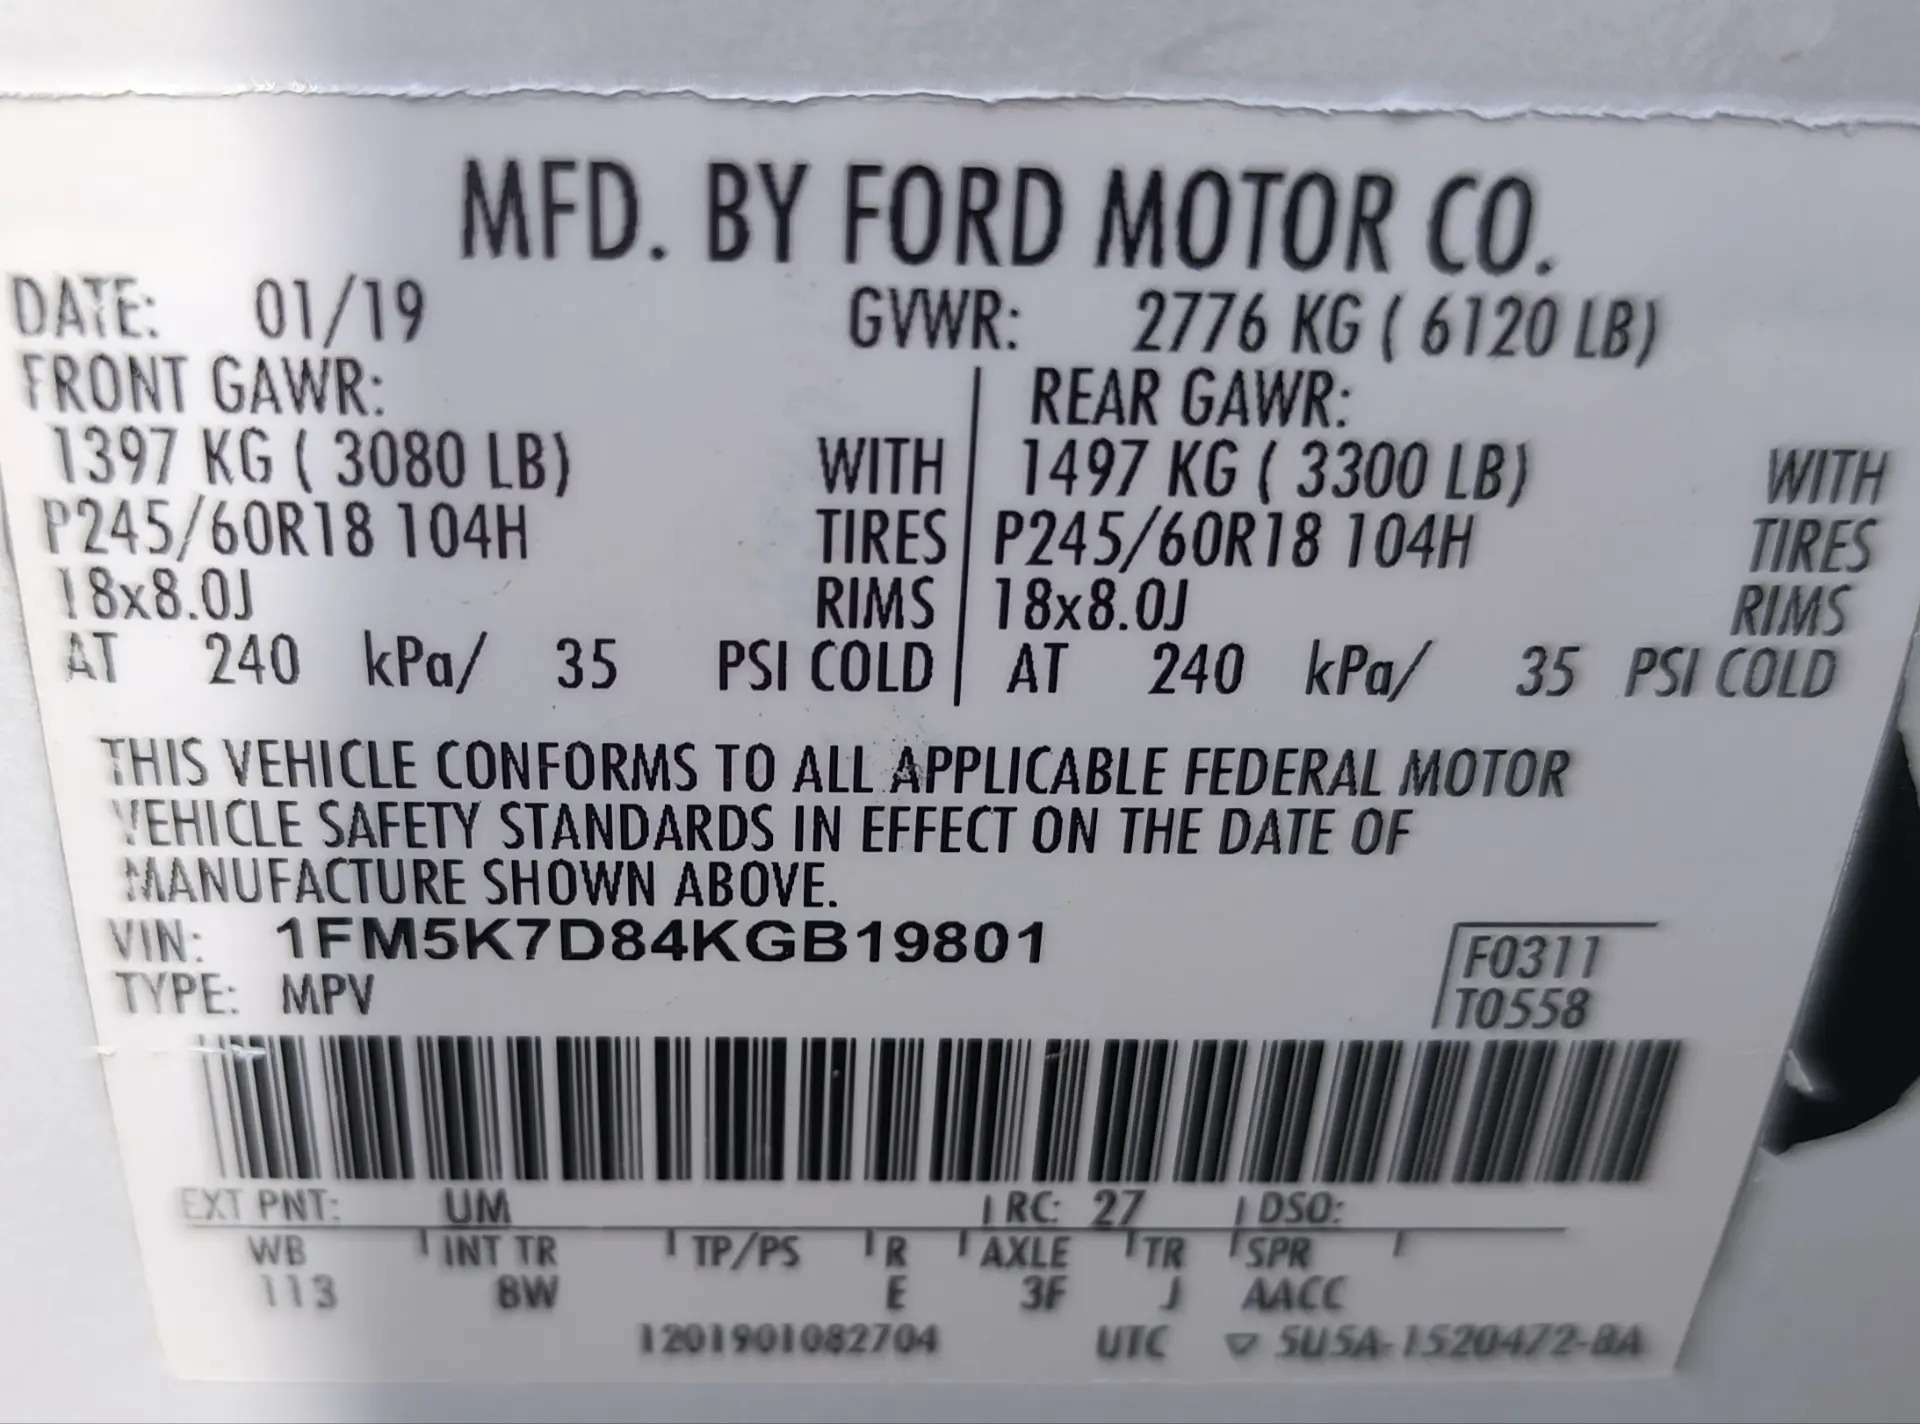 MFD. BY FORD MOTOR CO.
DATE: 01/19 GVWR: 2776 KG ( 6120 LB)
FRONT GAWR: REAR GAWR:
1397 KG ( 3080 LB) WITH 1497 KG ( 3300 LB) WITH
P245/60R18 104H TIRES P245/60R18 104H TIRES
18x8.0J RIMS 18x8.0J RIMS
AT 240 kPa/ 35 PSI COLD AT 240 kPa/ 35 PSI COLD
THIS VEHICLE CONFORMS TO ALL APPLICABLE FEDERAL MOTOR
VEHICLE SAFETY STANDARDS IN EFFECT ON THE DATE OF
MANUFACTURE SHOWN ABOVE.
VIN: 1FM5K7D84KGB19801 F0311
TYPE: MPV T0558
EXT PNT: UM RC: 27 DSO:
WB INT TR TP/PS R AXLE TR SPR
113 8W E 3F J AACC
1201901082704 UTC ▽ 5U5A-1520472-BA